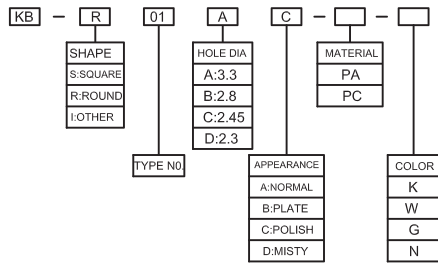 KB - R 01 A C - -
SHAPE
S:SQUARE
R:ROUND
I:OTHER
TYPE N0.
HOLE DIA
A:3.3
B:2.8
C:2.45
D:2.3
APPEARANCE
A:NORMAL
B:PLATE
C:POLISH
D:MISTY
MATERIAL
PA
PC
COLOR
K
W
G
N